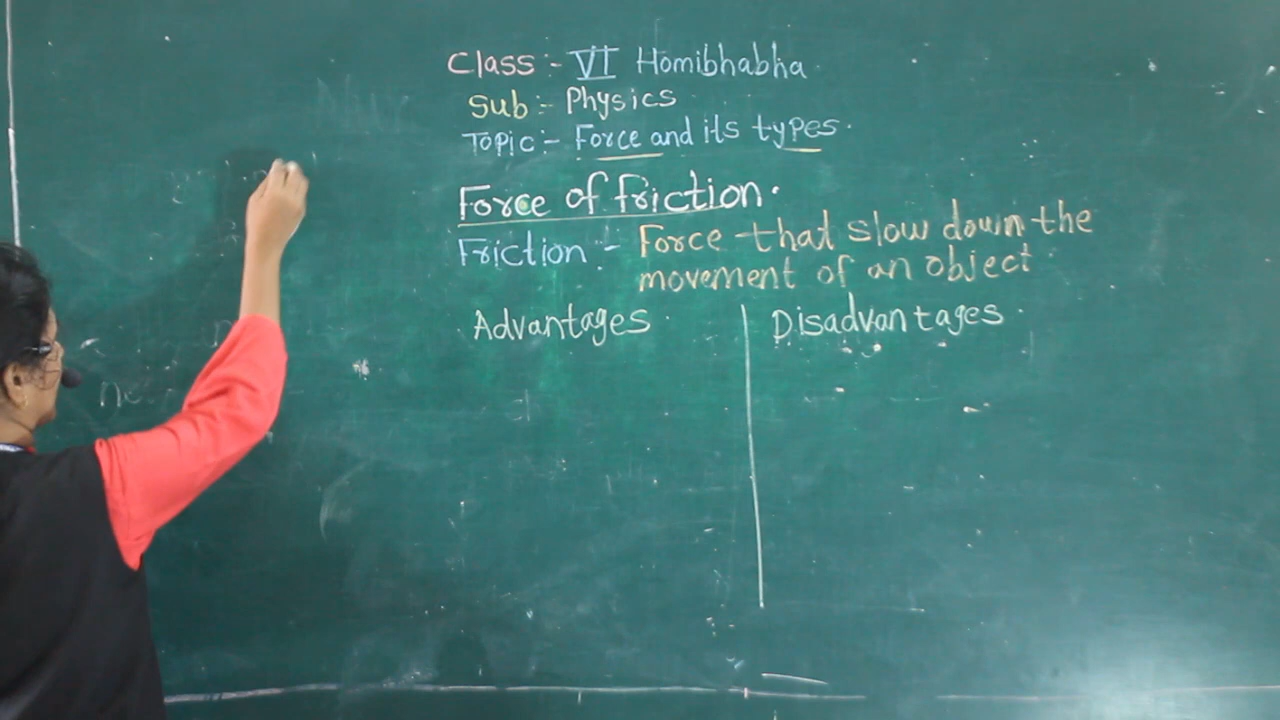 Class :- VI Homibhabha
Sub :- Physics
Topic :- Force and its types.
Force of friction.
Friction :- Force that slow down the
movement of an object
Advantages
Disadvantages